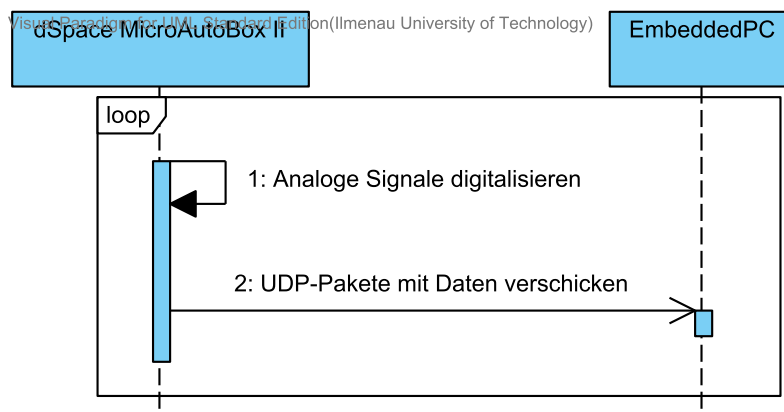 Visual Paradigm for UML Standard Edition(Ilmenau University of Technology)
dSpace MicroAutoBox II
EmbeddedPC
loop
1: Analoge Signale digitalisieren
2: UDP-Pakete mit Daten verschicken